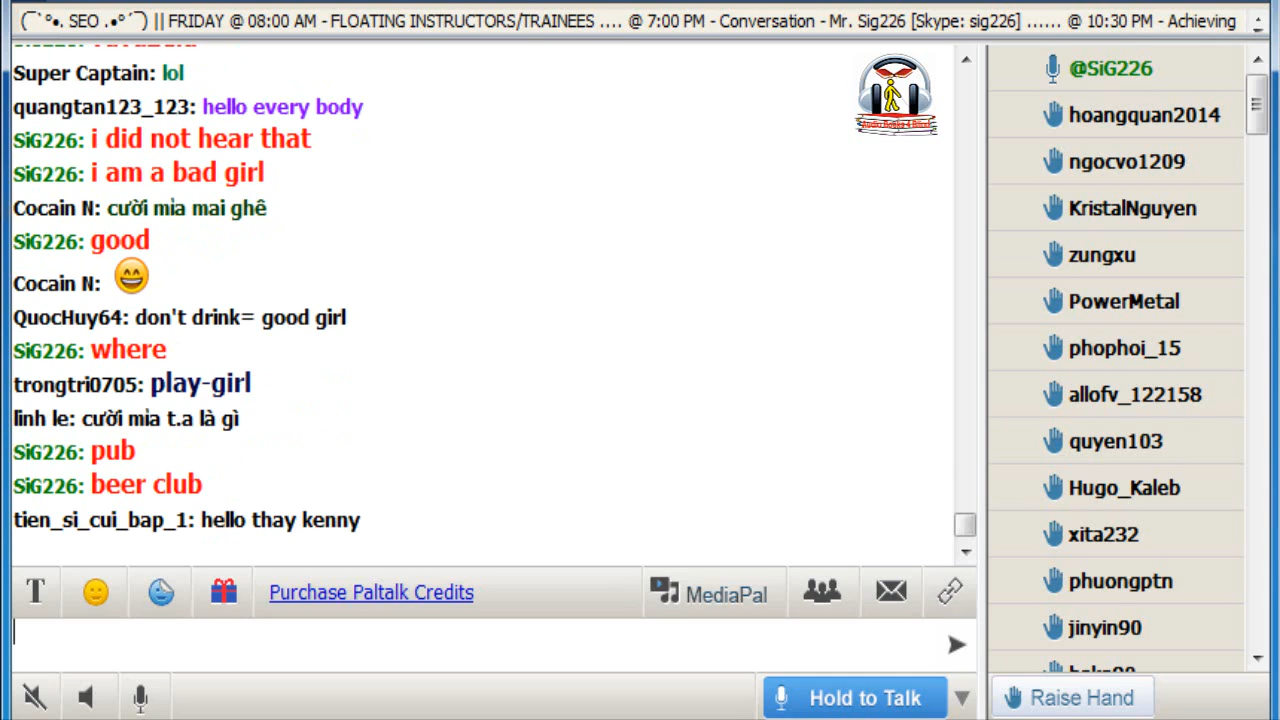 (¯`°•. SEO .•°´¯) || FRIDAY @ 08:00 AM - FLOATING INSTRUCTORS/TRAINEES .... @ 7:00 PM - Conversation - Mr. Sig226 [Skype: sig226] ...... @ 10:30 PM - Achieving
Super Captain: lol
quangtan123_123: hello every body
SiG226: i did not hear that
SiG226: i am a bad girl
Cocain N: cười mỉa mai ghê
SiG226: good
Cocain N: 😄
QuocHuy64: don't drink= good girl
SiG226: where
trongtri0705: play-girl
linh le: cười mỉa t.a là gì
SiG226: pub
SiG226: beer club
tien_si_cui_bap_1: hello thay kenny
Purchase Paltalk Credits
MediaPal
Hold to Talk
@SiG226
hoangquan2014
ngocvo1209
KristalNguyen
zungxu
PowerMetal
phophoi_15
allofv_122158
quyen103
Hugo_Kaleb
xita232
phuongptn
jinyin90
Raise Hand